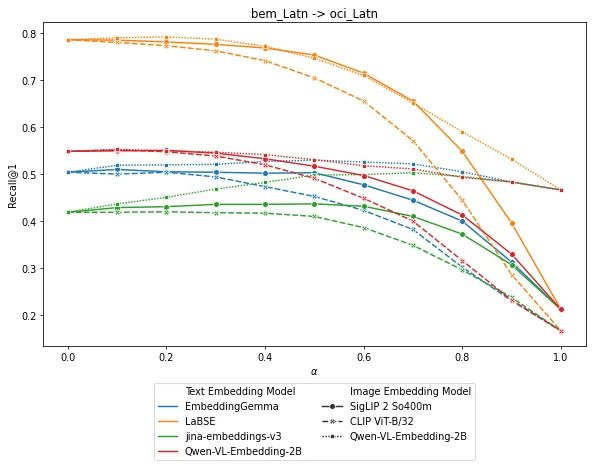 bem_Latn -> oci_Latn
0.8
0.7
0.6
0.5
0.4
0.3
0.2
Recall@1
0.0 0.2 0.4 0.6 0.8 1.0
α
Text Embedding Model Image Embedding Model
EmbeddingGemma SigLIP 2 So400m
LaBSE CLIP ViT-B/32
jina-embeddings-v3 Qwen-VL-Embedding-2B
Qwen-VL-Embedding-2B